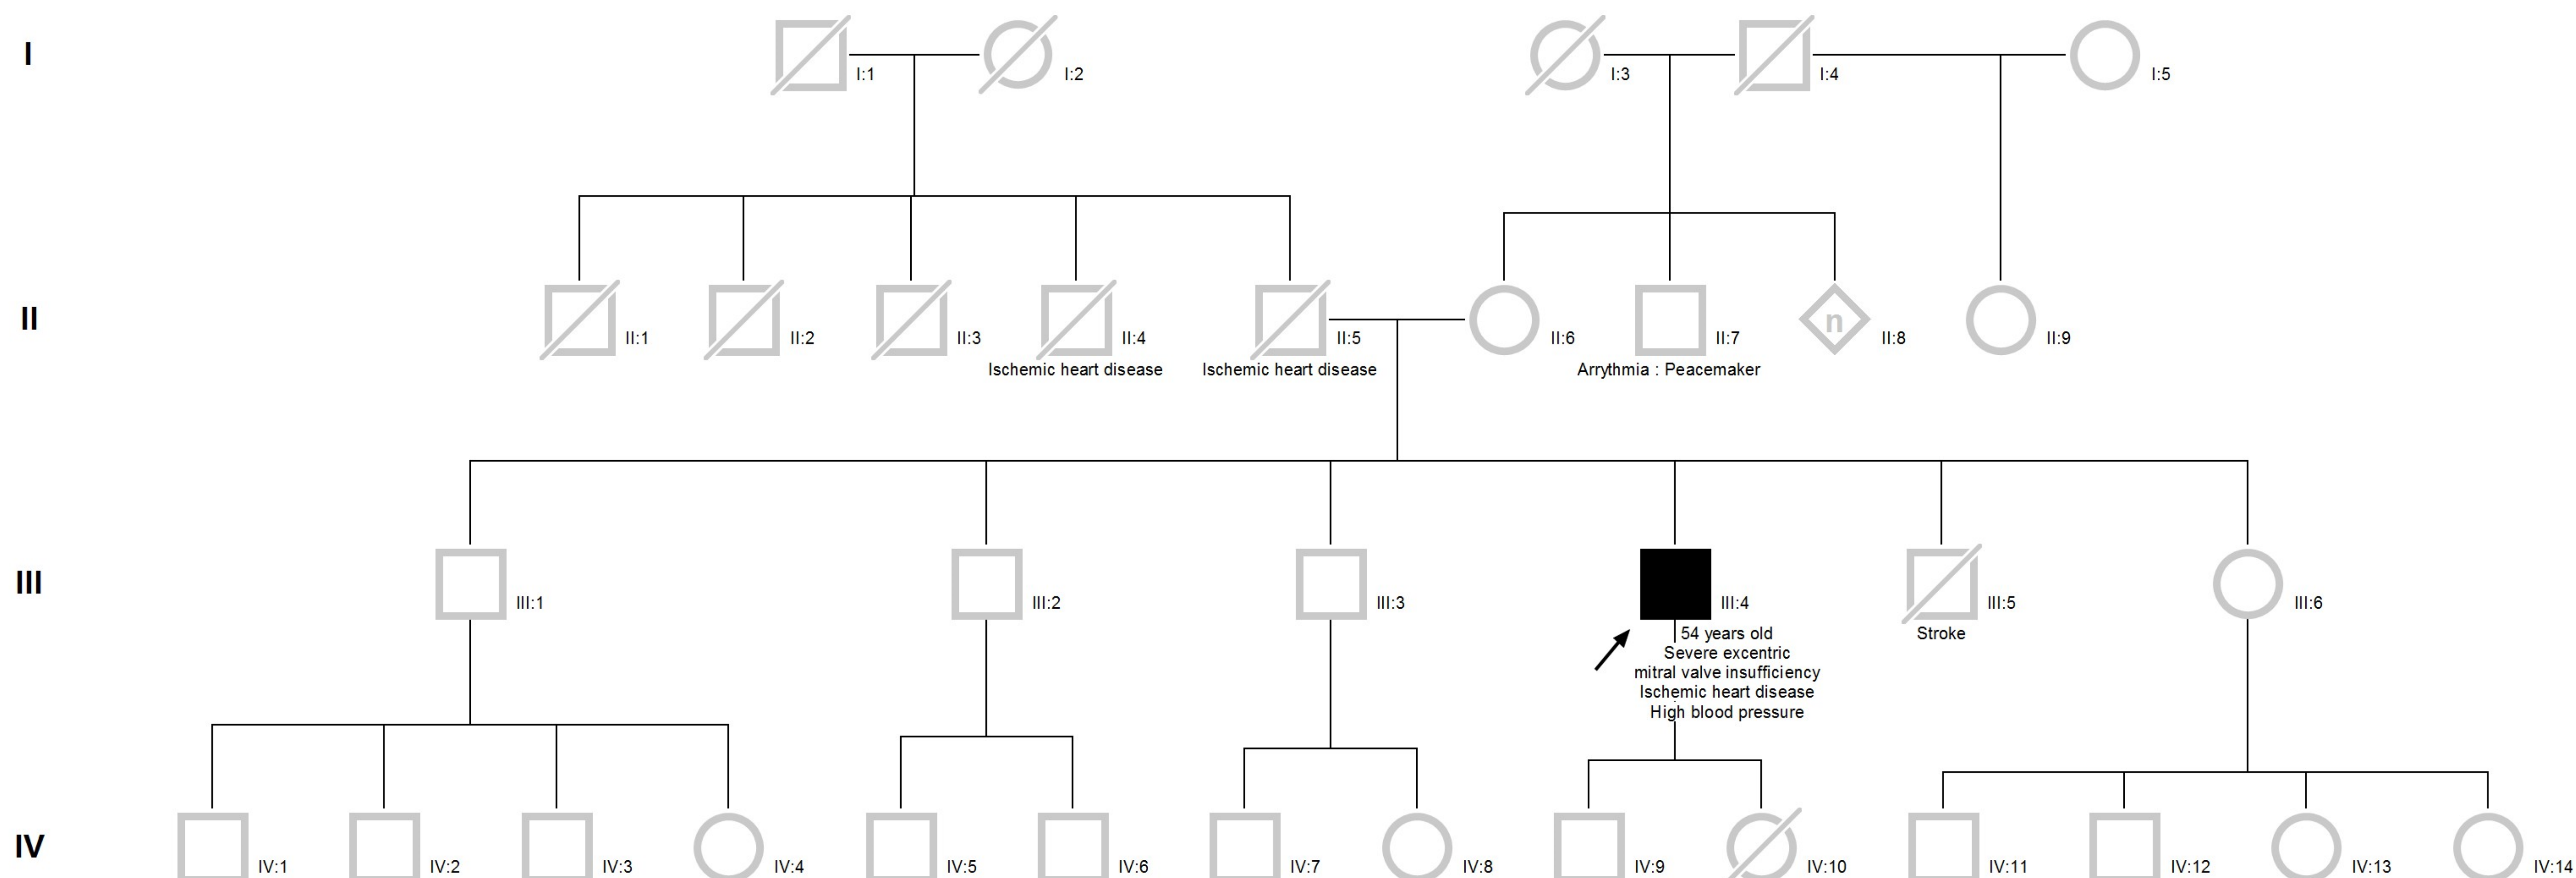 I
I:1
I:2
I:3
I:4
I:5
II
n
II:1
II:2
II:3
II:4
II:5
II:6
II:7
II:8
II:9
Ischemic heart disease
Ischemic heart disease
Arrythmia : Peacemaker
III
III:1
III:2
III:3
III:4
III:5
III:6
54 years old
Severe excentric
mitral valve insufficiency
Ischemic heart disease
High blood pressure
Stroke
IV
IV:1
IV:2
IV:3
IV:4
IV:5
IV:6
IV:7
IV:8
IV:9
IV:10
IV:11
IV:12
IV:13
IV:14